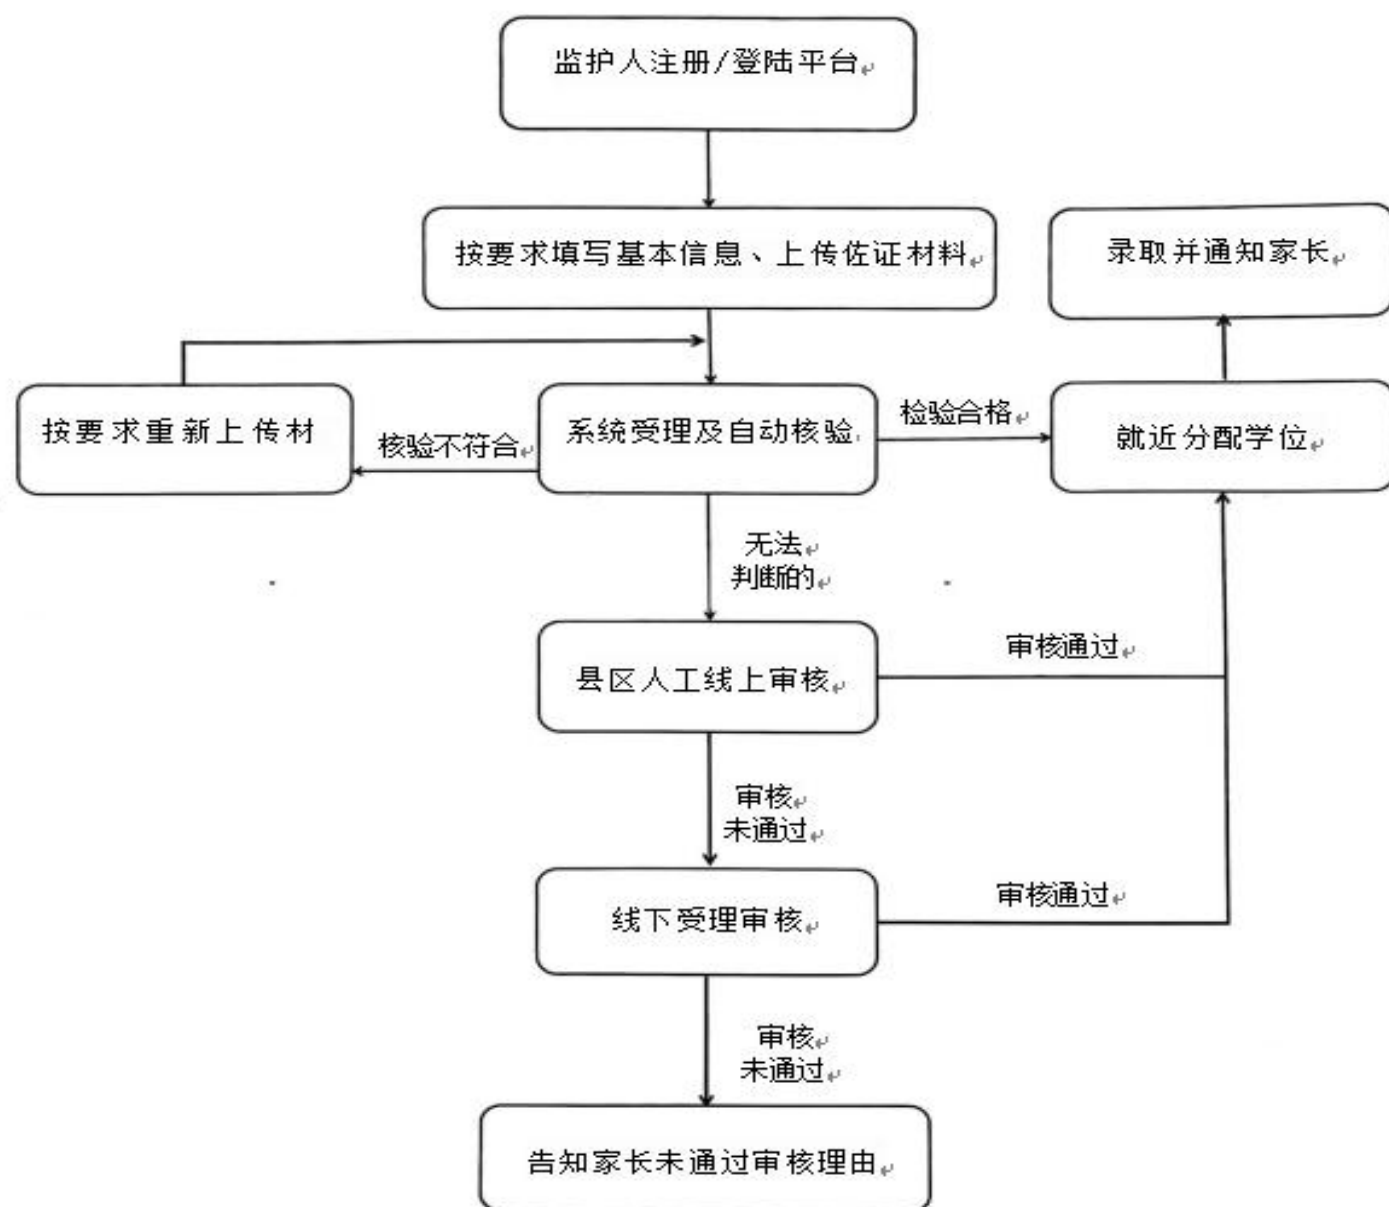 监护人注册/登陆平台
按要求填写基本信息、上传佐证材料
录取并通知家长
按要求重新上传材
核验不符合
系统受理及自动核验
检验合格
就近分配学位
无法
判断的
县区人工线上审核
审核通过
审核
未通过
线下受理审核
审核通过
审核
未通过
告知家长未通过审核理由